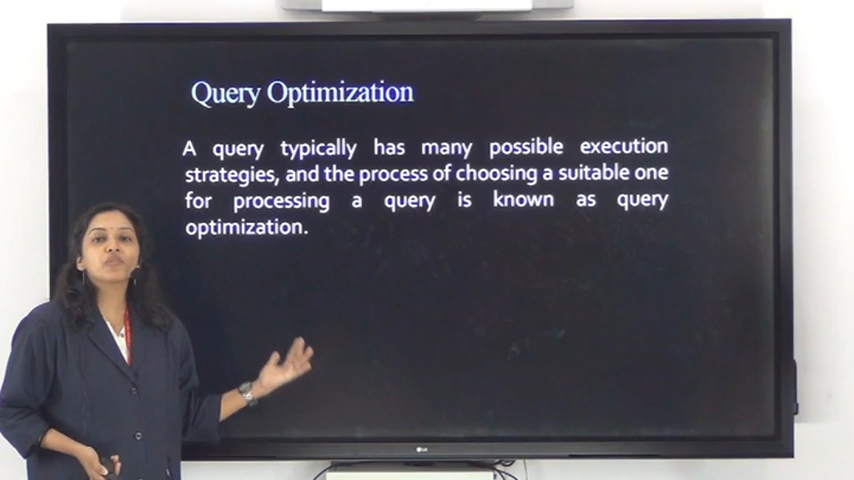 Query Optimization
A query typically has many possible execution
strategies, and the process of choosing a suitable one
for processing a query is known as query
optimization.
LG